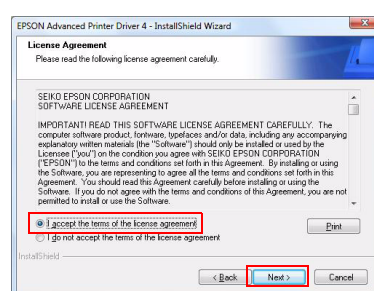 EPSON Advanced Printer Driver 4 - InstallShield Wizard
License Agreement
Please read the following license agreement carefully.
SEIKO EPSON CORPORATION
SOFTWARE LICENSE AGREEMENT
IMPORTANT! READ THIS SOFTWARE LICENSE AGREEMENT CAREFULLY. The
computer software product, fontware, typefaces and/or data, including any accompanying
explanatory written materials (the "Software") should only be installed or used by the
Licensee ("you") on the condition you agree with SEIKO EPSON CORPORATION
("EPSON") to the terms and conditions set forth in this Agreement. By installing or using
the Software, you are representing to agree all the terms and conditions set forth in this
Agreement. You should read this Agreement carefully before installing or using the
Software. If you do not agree with the terms and conditions of this Agreement, you are not
permitted to install or use the Software.
I accept the terms of the license agreement
Print
I do not accept the terms of the license agreement
InstallShield
< Back
Next >
Cancel